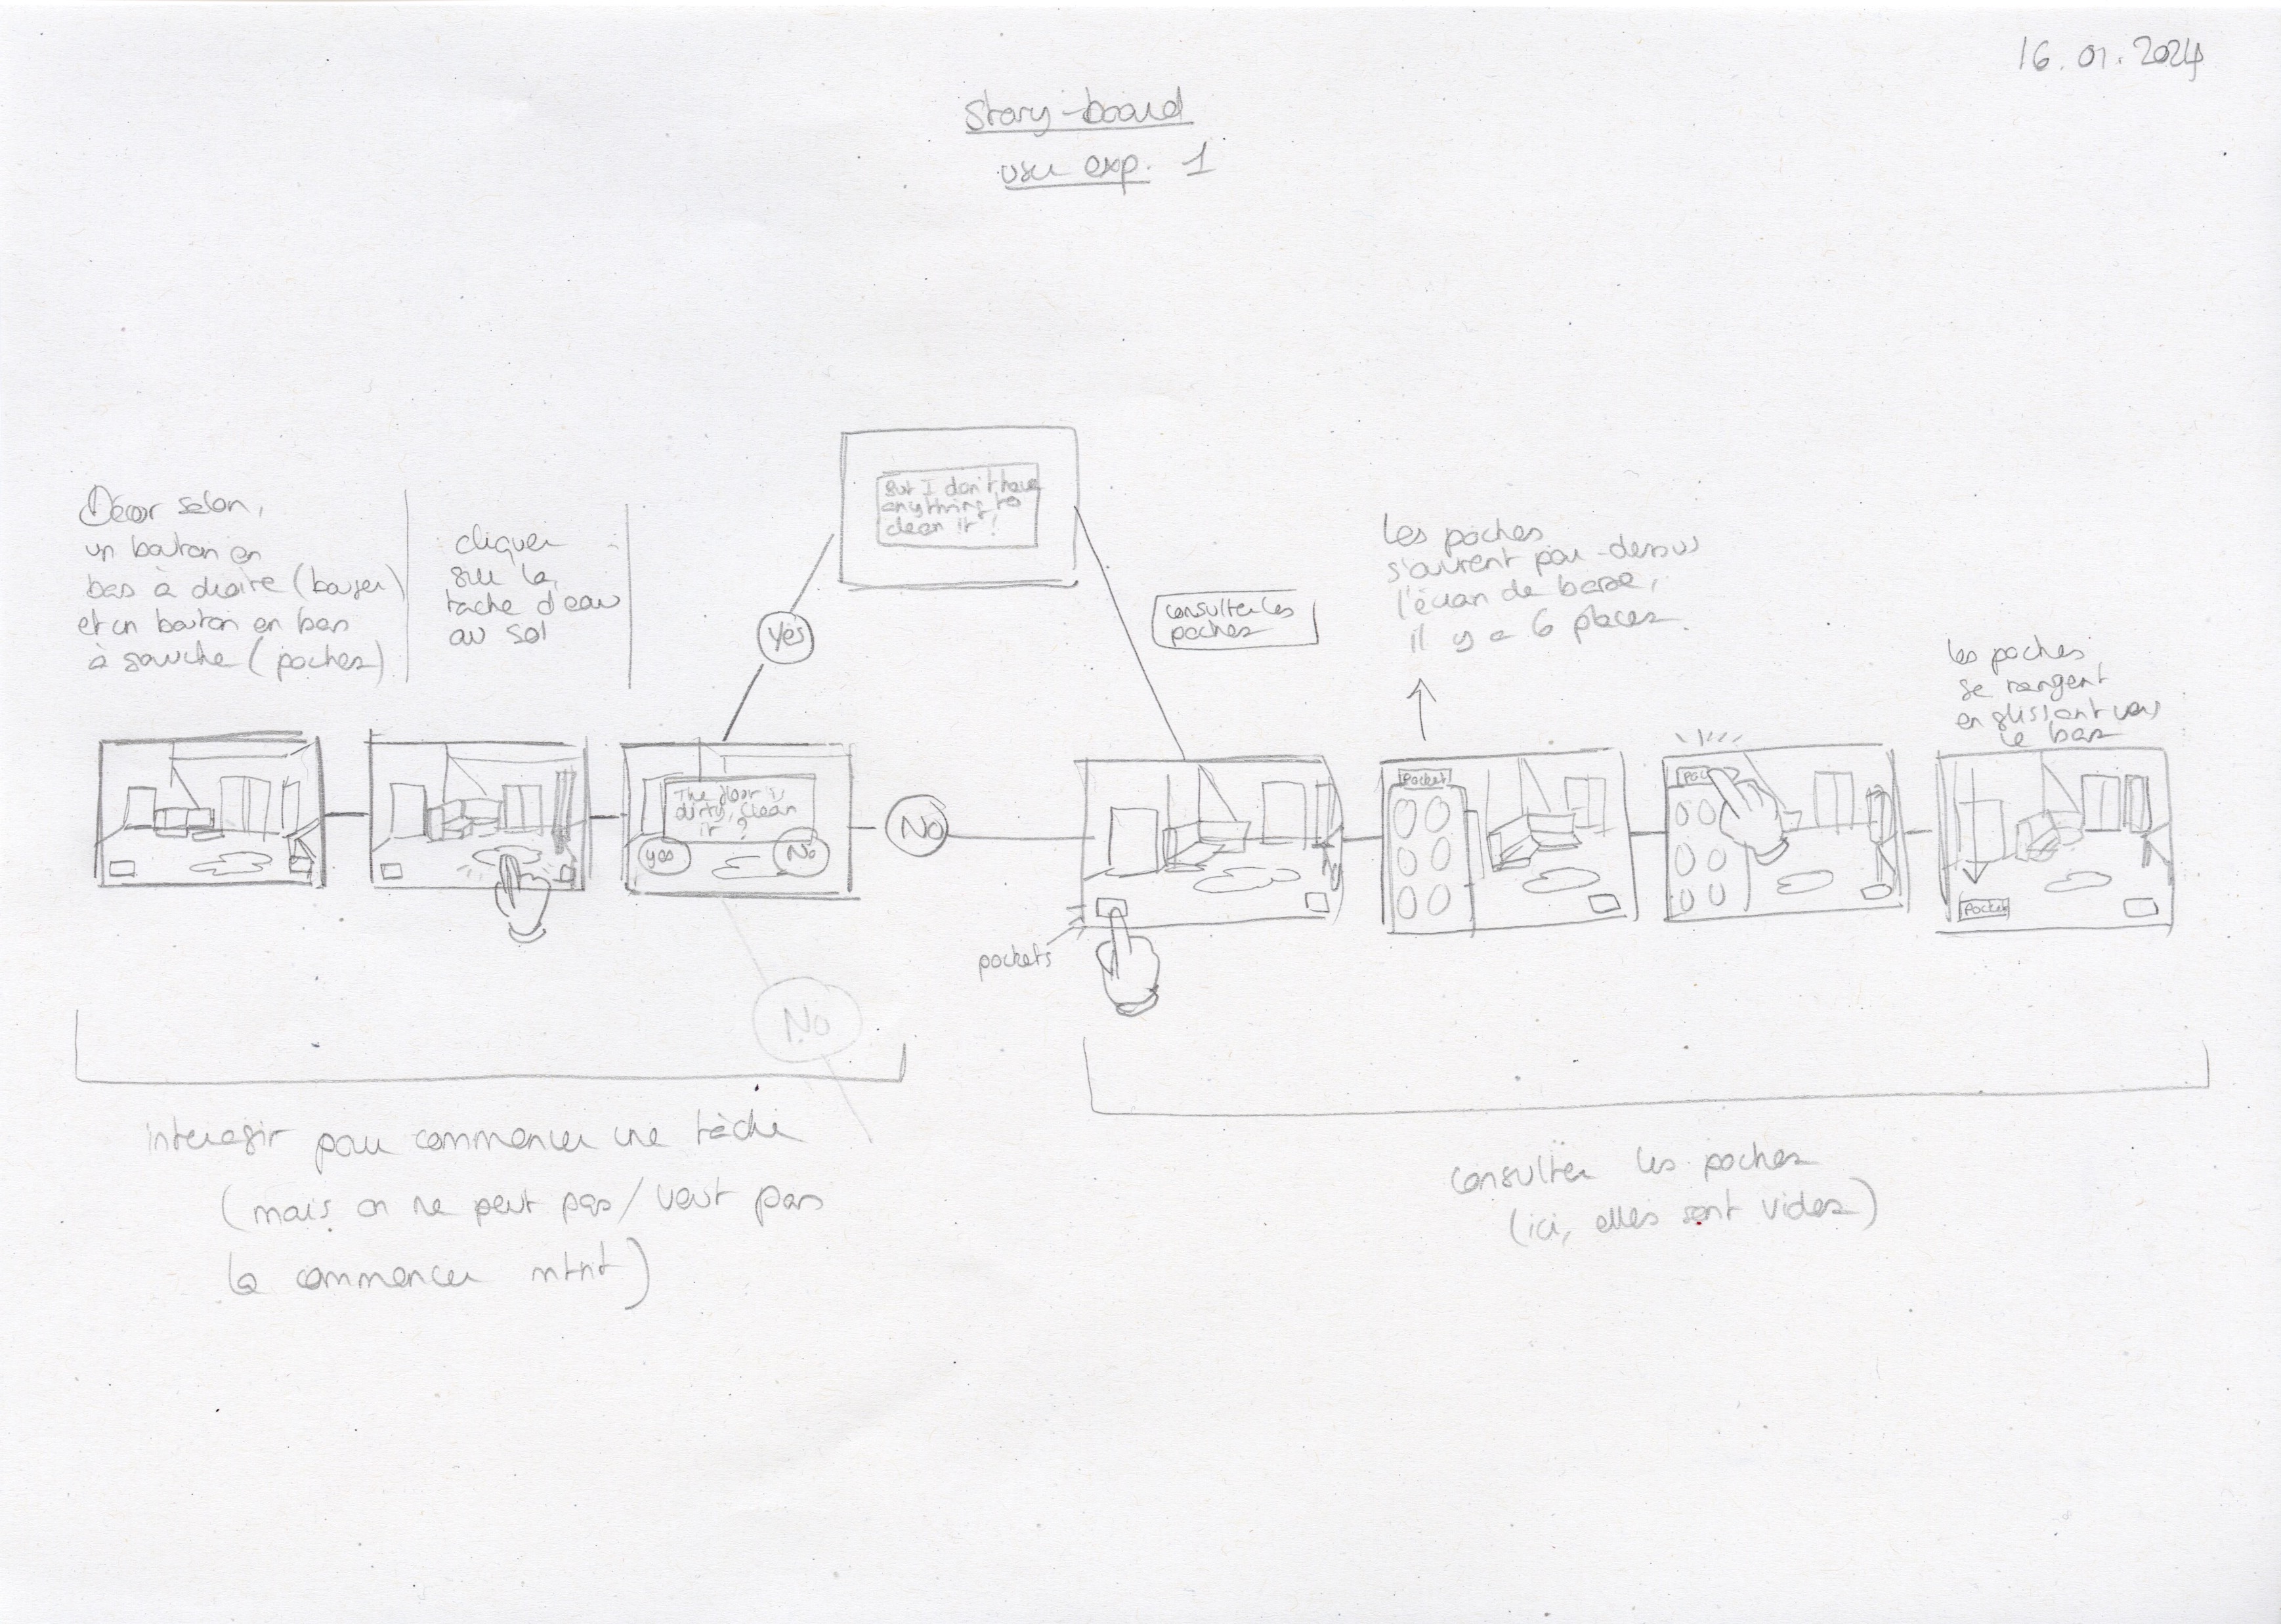 16.01.2024
Story-board
user exp. 1
But I don't have
anything to
clean it !
Décor salon,
un bouton en
bas à droite (bouger)
et un bouton en bas
à gauche (poches)
cliquer
sur la
tache d'eau
au sol
Yes
consulter les
poches
Les poches
s'ouvrent par-dessus
l'écran de base,
il y a 6 places.
les poches
se rangent
en glissant vers
le bas
The floor is
dirty, clean
it ?
yes
No
No
Pocket
Poc
Pocket
pockets
No
interagir pour commencer une tâche
(mais on ne peut pas/veut pas
la commencer mtnt)
consulter les poches
(ici, elles sont vides)